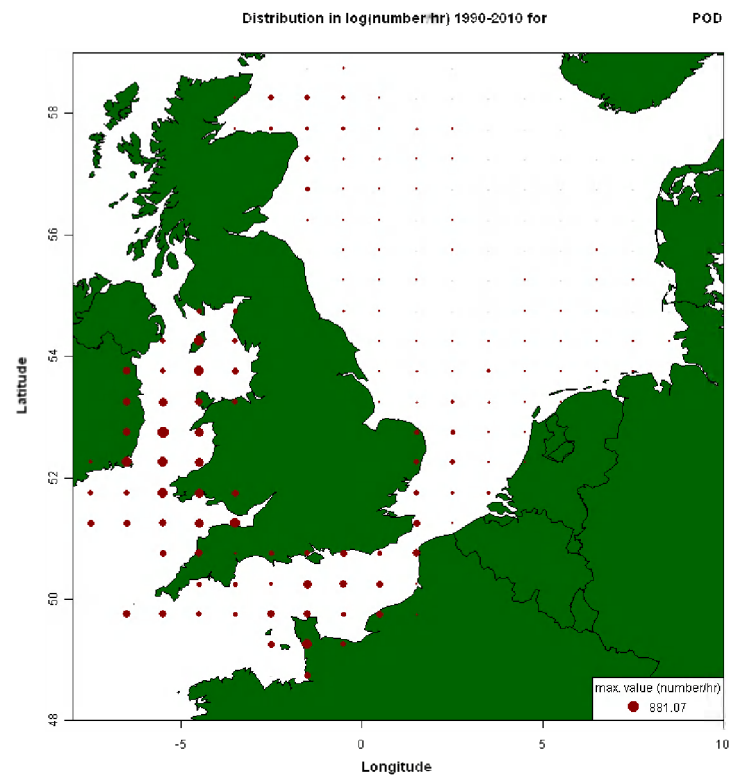 Distribution in log(number/hr) 1990-2010 for POD
58
56
54
52
50
48
Latitude
max. value (number/hr)
881.07
-5 0 5 10
Longitude